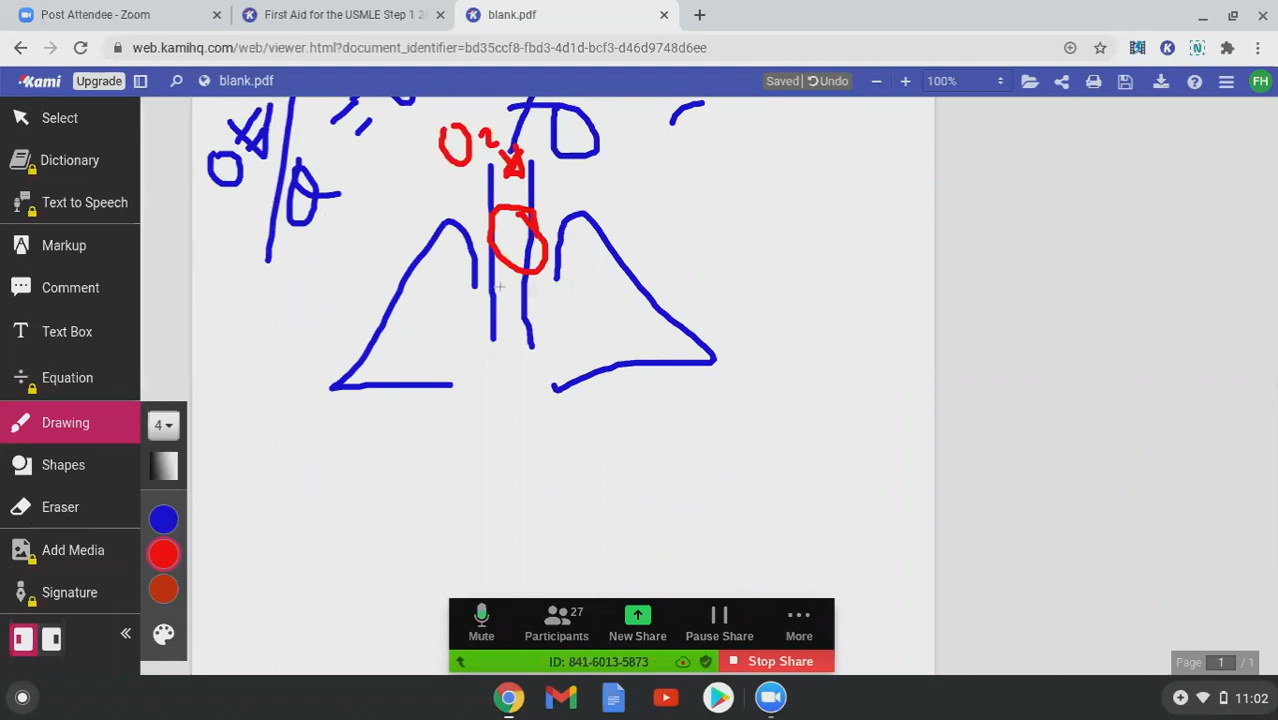 Post Attendee - Zoom
First Aid for the USMLE Step 1 2
blank.pdf
web.kamihq.com/web/viewer.html?document_identifier=bd35ccf8-fbd3-4d1d-bcf3-d46d9748d6ee
Kami
Upgrade
blank.pdf
Saved
Undo
100%
FH
Select
Dictionary
Text to Speech
Markup
Comment
Text Box
Equation
Drawing
4
Shapes
Eraser
Add Media
Signature
O2
Mute
27
Participants
New Share
Pause Share
More
ID: 841-6013-5873
Stop Share
Page 1 / 1
11:02